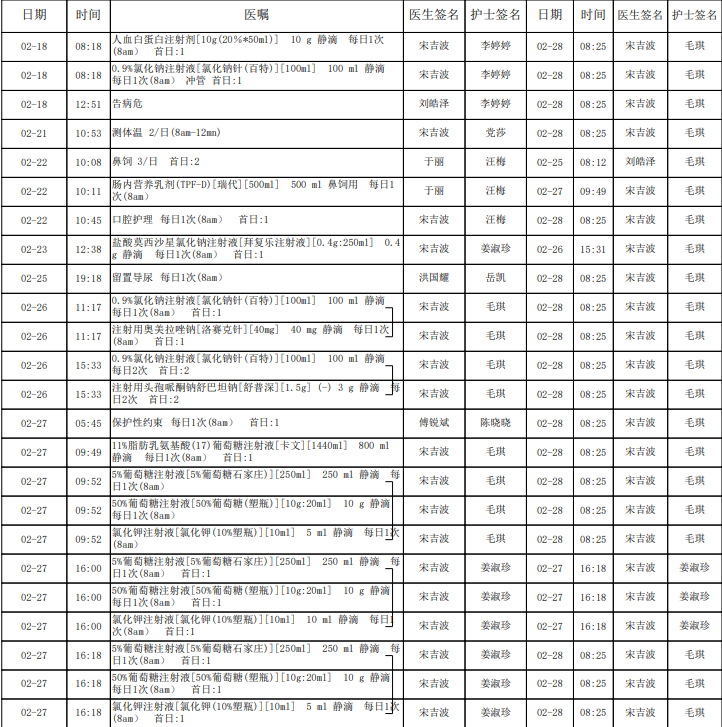 日期 时间 医嘱 医生签名 护士签名 日期 时间 医生签名 护士签名
02-18 08:18 人血白蛋白注射剂[10g(20%*50ml)] 10 g 静滴 每日1次
(8am) 首日:1 宋吉波 李婷婷 02-28 08:25 宋吉波 毛琪
02-18 08:18 0.9%氯化钠注射液[氯化钠针(百特)][100ml] 100 ml 静滴
每日1次(8am) 冲管 首日:1 宋吉波 李婷婷 02-28 08:25 宋吉波 毛琪
02-18 12:51 告病危 刘皓泽 李婷婷 02-28 08:25 宋吉波 毛琪
02-21 10:53 测体温 2/日(8am-12mn) 宋吉波 党莎 02-28 08:25 宋吉波 毛琪
02-22 10:08 鼻饲 3/日 首日:2 于丽 汪梅 02-25 08:12 刘皓泽 毛琪
02-22 10:11 肠内营养乳剂(TPF-D)[瑞代][500ml] 500 ml 鼻饲用 每日1
次(8am) 于丽 汪梅 02-27 09:49 宋吉波 毛琪
02-22 10:45 口腔护理 每日1次(8am) 首日:1 宋吉波 汪梅 02-28 08:25 宋吉波 毛琪
02-23 12:38 盐酸莫西沙星氯化钠注射液[拜复乐注射液][0.4g:250ml] 0.4
g 静滴 每日1次(8am) 首日:1 宋吉波 姜淑珍 02-26 15:31 宋吉波 毛琪
02-25 19:18 留置导尿 每日1次(8am) 洪国耀 岳凯 02-28 08:25 宋吉波 毛琪
02-26 11:17 0.9%氯化钠注射液[氯化钠针(百特)][100ml] 100 ml 静滴
每日1次(8am) 首日:1 宋吉波 毛琪 02-28 08:25 宋吉波 毛琪
02-26 11:17 注射用奥美拉唑钠[洛赛克针][40mg] 40 mg 静滴 每日1次
(8am) 首日:1 宋吉波 毛琪 02-28 08:25 宋吉波 毛琪
02-26 15:33 0.9%氯化钠注射液[氯化钠针(百特)][100ml] 100 ml 静滴
每日2次 首日:2 宋吉波 毛琪 02-28 08:25 宋吉波 毛琪
02-26 15:33 注射用头孢哌酮钠舒巴坦钠[舒普深][1.5g] (-) 3 g 静滴 每
日2次 首日:2 宋吉波 毛琪 02-28 08:25 宋吉波 毛琪
02-27 05:45 保护性约束 每日1次(8am) 首日:1 傅锐斌 陈晓晓 02-28 08:25 宋吉波 毛琪
02-27 09:49 11%脂肪乳氨基酸(17)葡萄糖注射液[卡文][1440ml] 800 ml
静滴 每日1次(8am) 首日:1 宋吉波 毛琪 02-28 08:25 宋吉波 毛琪
02-27 09:52 5%葡萄糖注射液[5%葡萄糖石家庄)][250ml] 250 ml 静滴 每
日1次(8am) 宋吉波 毛琪 02-28 08:25 宋吉波 毛琪
02-27 09:52 50%葡萄糖注射液[50%葡萄糖(塑瓶)][10g:20ml] 10 g 静滴
每日1次(8am) 宋吉波 毛琪 02-28 08:25 宋吉波 毛琪
02-27 09:52 氯化钾注射液[氯化钾(10%塑瓶)][10ml] 5 ml 静滴 每日1次
(8am) 宋吉波 毛琪 02-28 08:25 宋吉波 毛琪
02-27 16:00 5%葡萄糖注射液[5%葡萄糖石家庄)][250ml] 250 ml 静滴 每
日1次(8am) 首日:1 宋吉波 姜淑珍 02-27 16:18 宋吉波 姜淑珍
02-27 16:00 50%葡萄糖注射液[50%葡萄糖(塑瓶)][10g:20ml] 10 g 静滴
每日1次(8am) 首日:1 宋吉波 姜淑珍 02-27 16:18 宋吉波 姜淑珍
02-27 16:00 氯化钾注射液[氯化钾(10%塑瓶)][10ml] 10 ml 静滴 每日1
次(8am) 首日:1 宋吉波 姜淑珍 02-27 16:18 宋吉波 姜淑珍
02-27 16:18 5%葡萄糖注射液[5%葡萄糖石家庄)][250ml] 250 ml 静滴 每
日1次(8am) 首日:1 宋吉波 姜淑珍 02-28 08:25 宋吉波 毛琪
02-27 16:18 50%葡萄糖注射液[50%葡萄糖(塑瓶)][10g:20ml] 10 g 静滴
每日1次(8am) 首日:1 宋吉波 姜淑珍 02-28 08:25 宋吉波 毛琪
02-27 16:18 氯化钾注射液[氯化钾(10%塑瓶)][10ml] 5 ml 静滴 每日1次
(8am) 首日:1 宋吉波 姜淑珍 02-28 08:25 宋吉波 毛琪